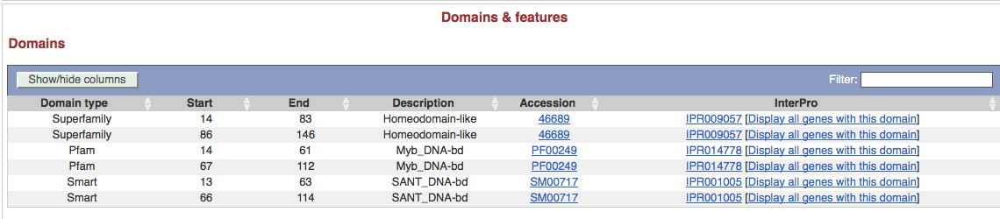 Domains & features
Domains
Show/hide columns Filter:
Domain type Start End Description Accession InterPro
Superfamily 14 83 Homeodomain-like 46689 IPR009057 [Display all genes with this domain]
Superfamily 86 146 Homeodomain-like 46689 IPR009057 [Display all genes with this domain]
Pfam 14 61 Myb_DNA-bd PF00249 IPR014778 [Display all genes with this domain]
Pfam 67 112 Myb_DNA-bd PF00249 IPR014778 [Display all genes with this domain]
Smart 13 63 SANT_DNA-bd SM00717 IPR001005 [Display all genes with this domain]
Smart 66 114 SANT_DNA-bd SM00717 IPR001005 [Display all genes with this domain]